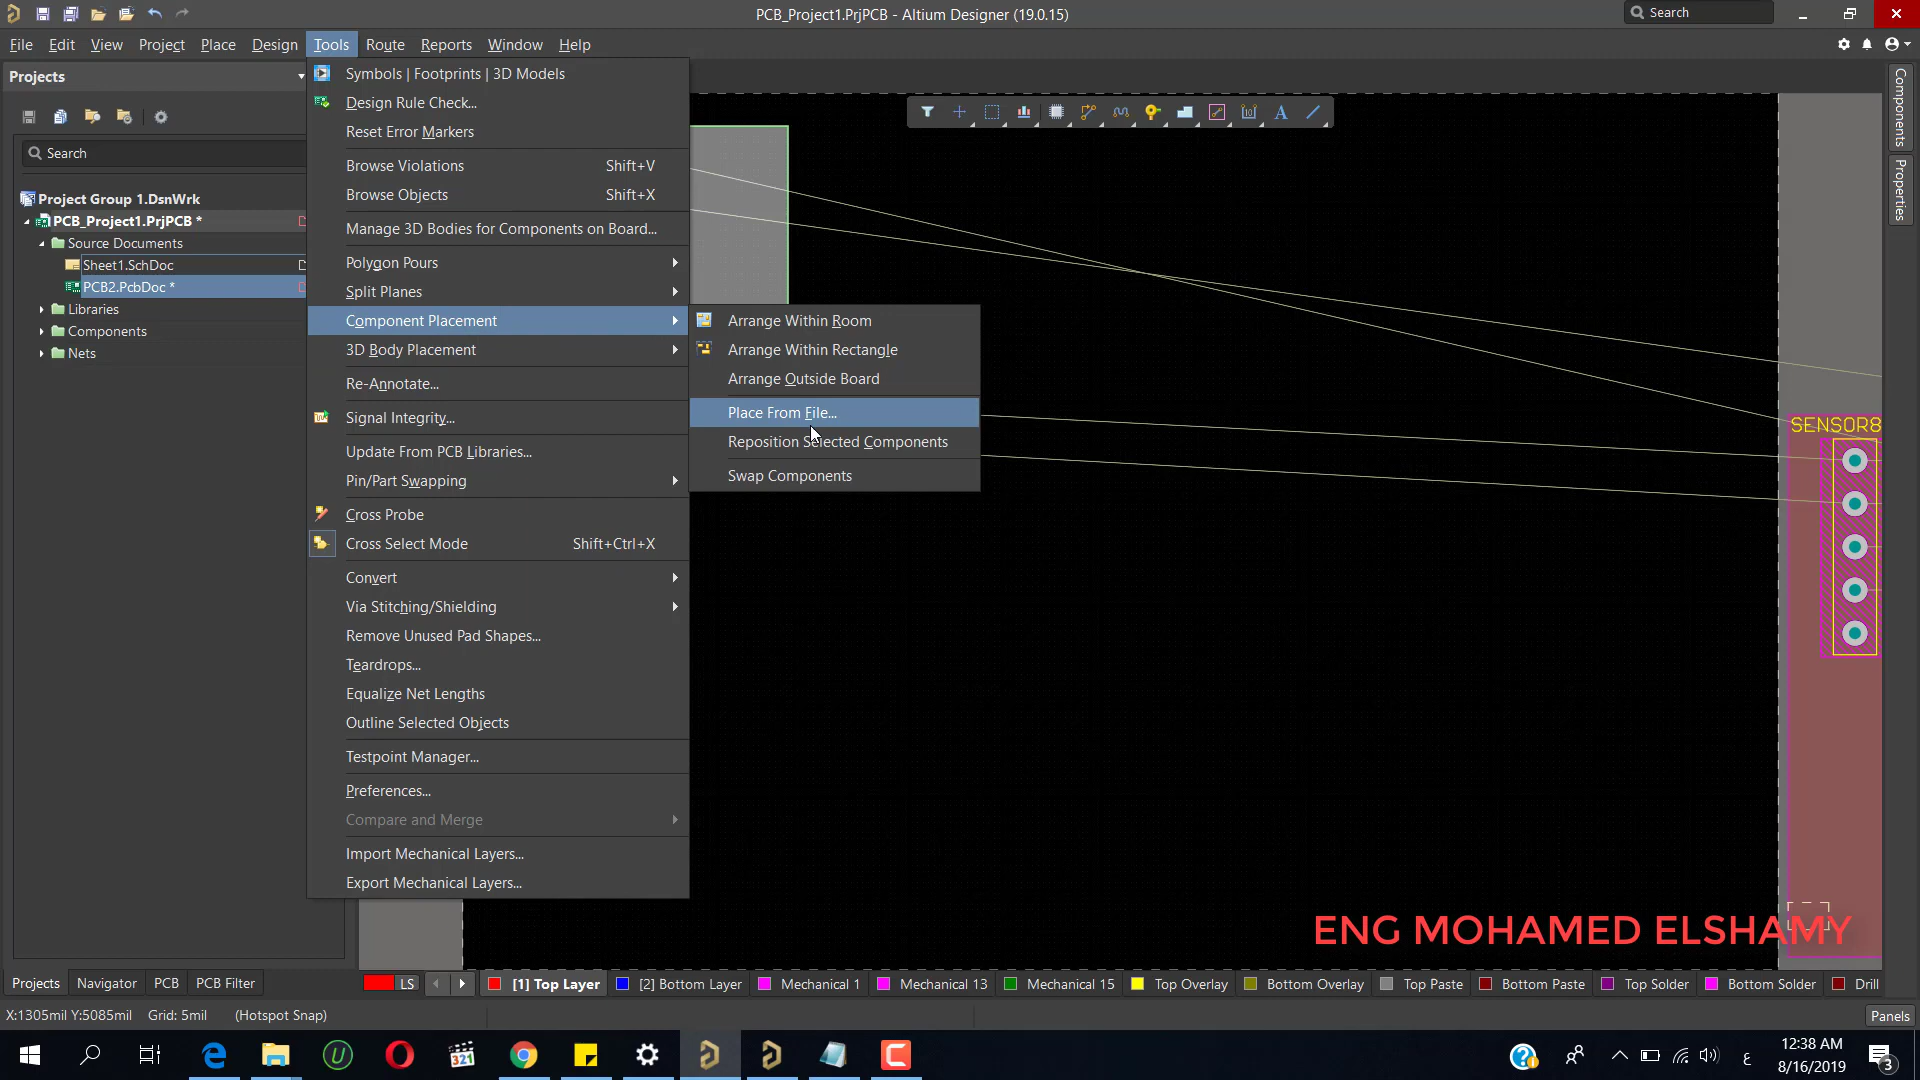 PCB_Project1.PrjPCB - Altium Designer (19.0.15)
Search
File Edit View Project Place Design Tools Route Reports Window Help
Projects
Search
Project Group 1.DsnWrk
PCB_Project1.PrjPCB *
Source Documents
Sheet1.SchDoc
PCB2.PcbDoc *
Libraries
Components
Nets
Symbols | Footprints | 3D Models
Design Rule Check...
Reset Error Markers
Browse Violations Shift+V
Browse Objects Shift+X
Manage 3D Bodies for Components on Board...
Polygon Pours
Split Planes
Component Placement
3D Body Placement
Re-Annotate...
Signal Integrity...
Update From PCB Libraries...
Pin/Part Swapping
Cross Probe
Cross Select Mode Shift+Ctrl+X
Convert
Via Stitching/Shielding
Remove Unused Pad Shapes...
Teardrops...
Equalize Net Lengths
Outline Selected Objects
Testpoint Manager...
Preferences...
Compare and Merge
Import Mechanical Layers...
Export Mechanical Layers...
Arrange Within Room
Arrange Within Rectangle
Arrange Outside Board
Place From File...
Reposition Selected Components
Swap Components
SENSOR8
Components
Properties
ENG MOHAMED ELSHAMY
Projects Navigator PCB PCB Filter
LS [1] Top Layer [2] Bottom Layer Mechanical 1 Mechanical 13 Mechanical 15 Top Overlay Bottom Overlay Top Paste Bottom Paste Top Solder Bottom Solder Drill
X:1305mil Y:5085mil Grid: 5mil (Hotspot Snap)
Panels
321
ع
12:38 AM
8/16/2019
3